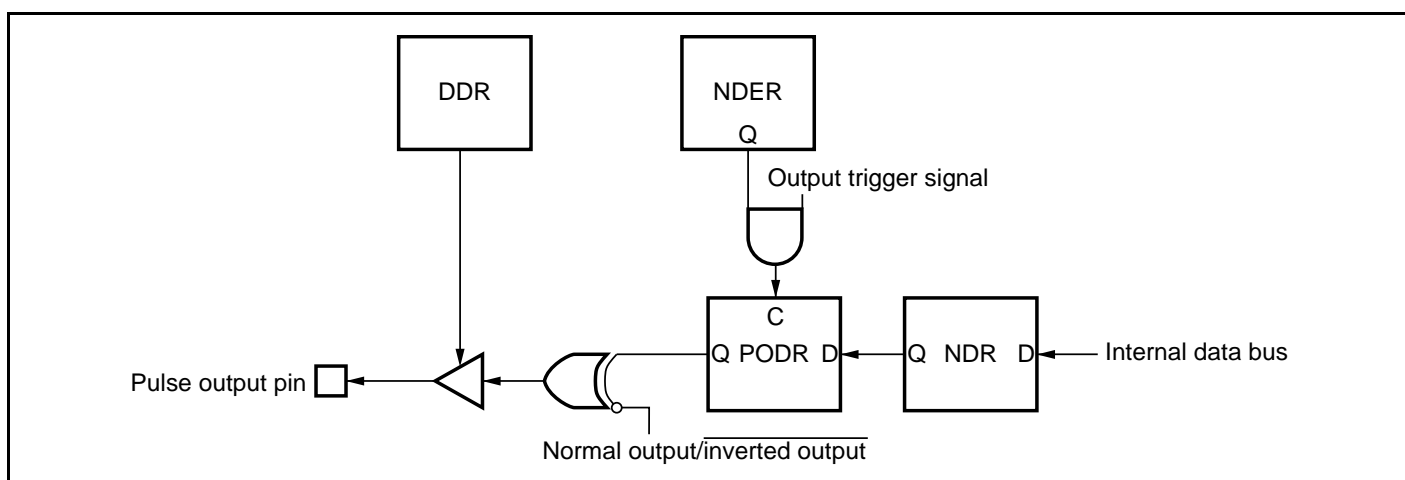 DDR
NDER
Q
Output trigger signal
C
Q PODR D
Q NDR D
Internal data bus
Pulse output pin
Normal output/inverted output